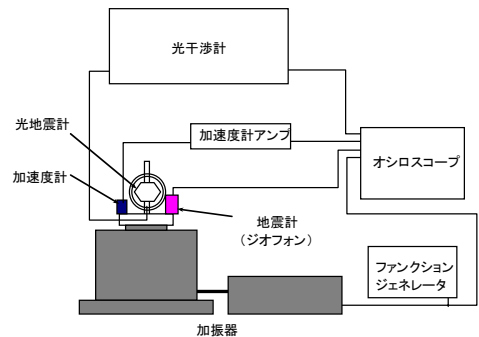 光干渉計
光地震計
加速度計アンプ
加速度計
オシロスコープ
地震計
（ジオフォン）
ファンクション
ジェネレータ
加振器